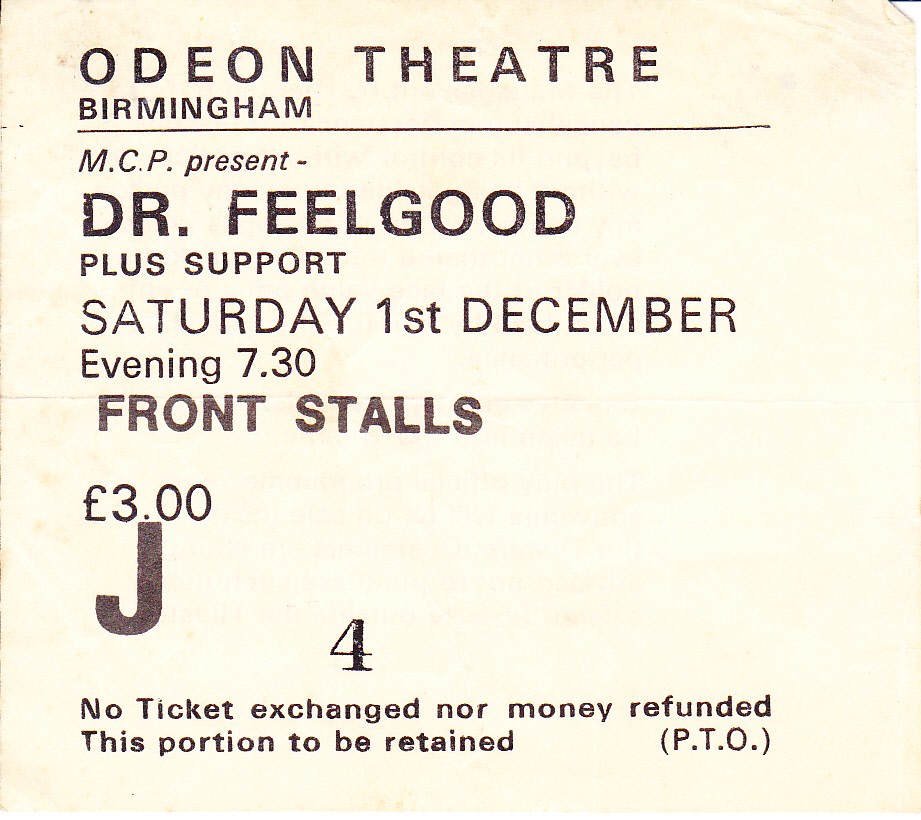 ODEON THEATRE
BIRMINGHAM
M.C.P. present -
DR. FEELGOOD
PLUS SUPPORT
SATURDAY 1st DECEMBER
Evening 7.30
FRONT STALLS
£3.00
J
4
No Ticket exchanged nor money refunded
This portion to be retained (P.T.O.)